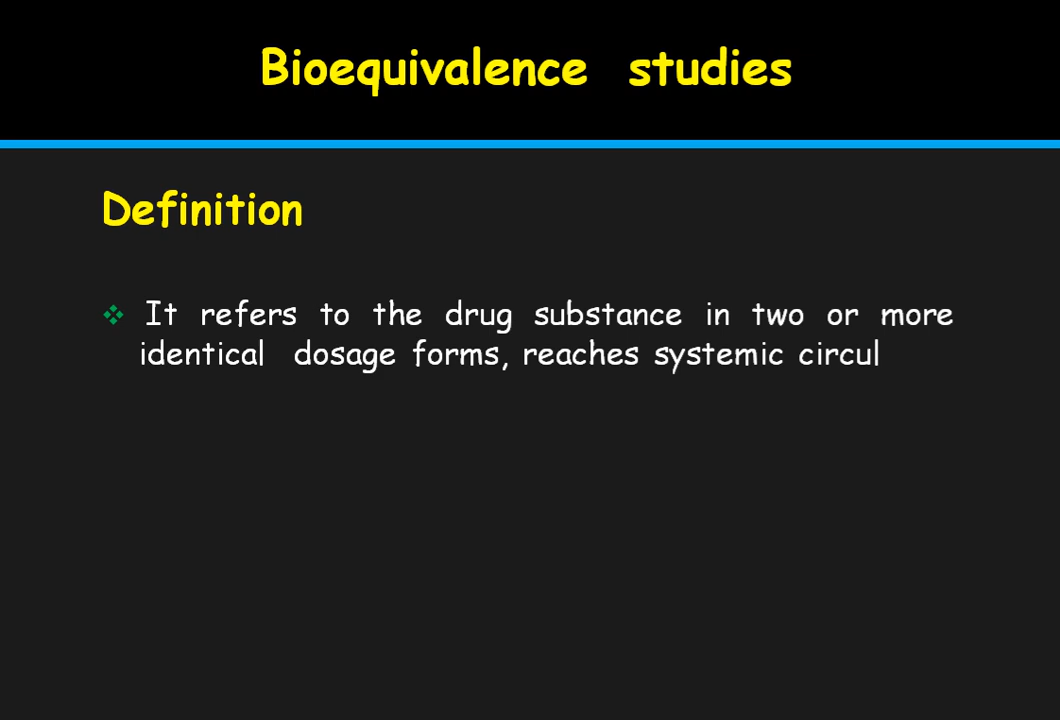 Bioequivalence studies
Definition
❖ It refers to the drug substance in two or more
identical dosage forms, reaches systemic circul